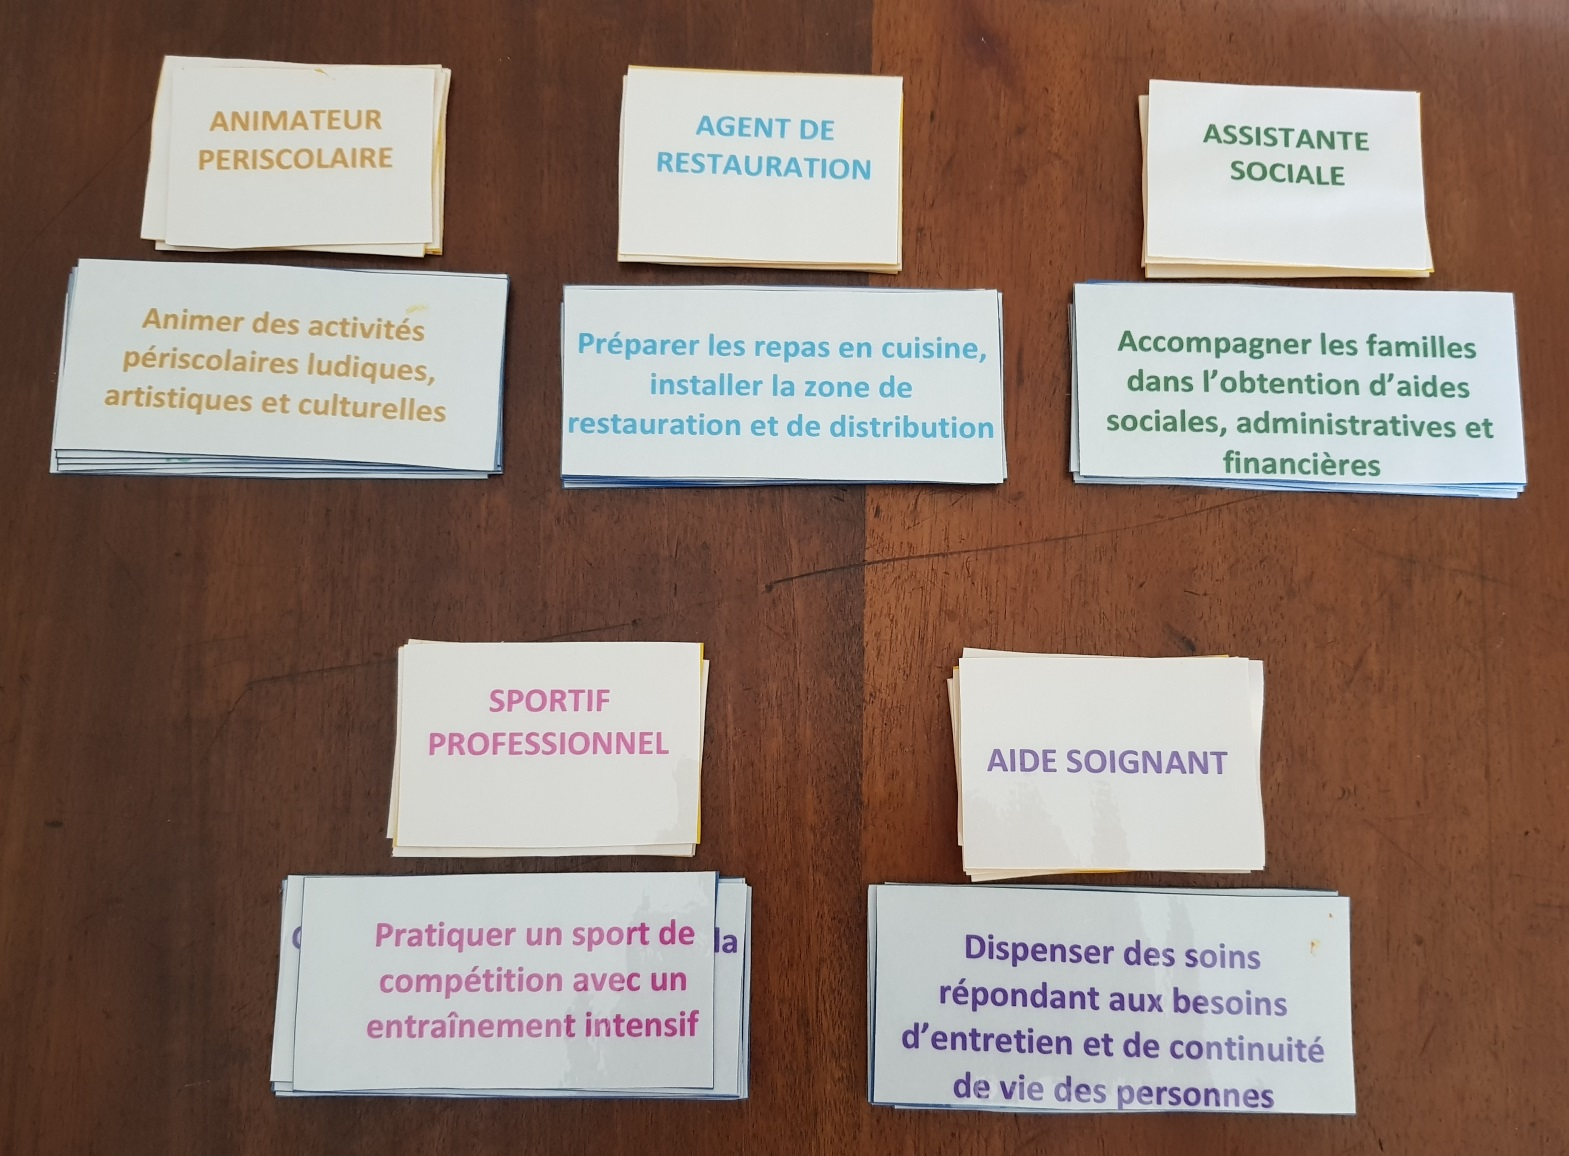 ANIMATEUR
PERISCOLAIRE
Animer des activités
périscolaires ludiques,
artistiques et culturelles
AGENT DE
RESTAURATION
Préparer les repas en cuisine,
installer la zone de
restauration et de distribution
ASSISTANTE
SOCIALE
Accompagner les familles
dans l’obtention d’aides
sociales, administratives et
financières
SPORTIF
PROFESSIONNEL
Pratiquer un sport de
compétition avec un
entraînement intensif
la
AIDE SOIGNANT
Dispenser des soins
répondant aux besoins
d’entretien et de continuité
de vie des personnes